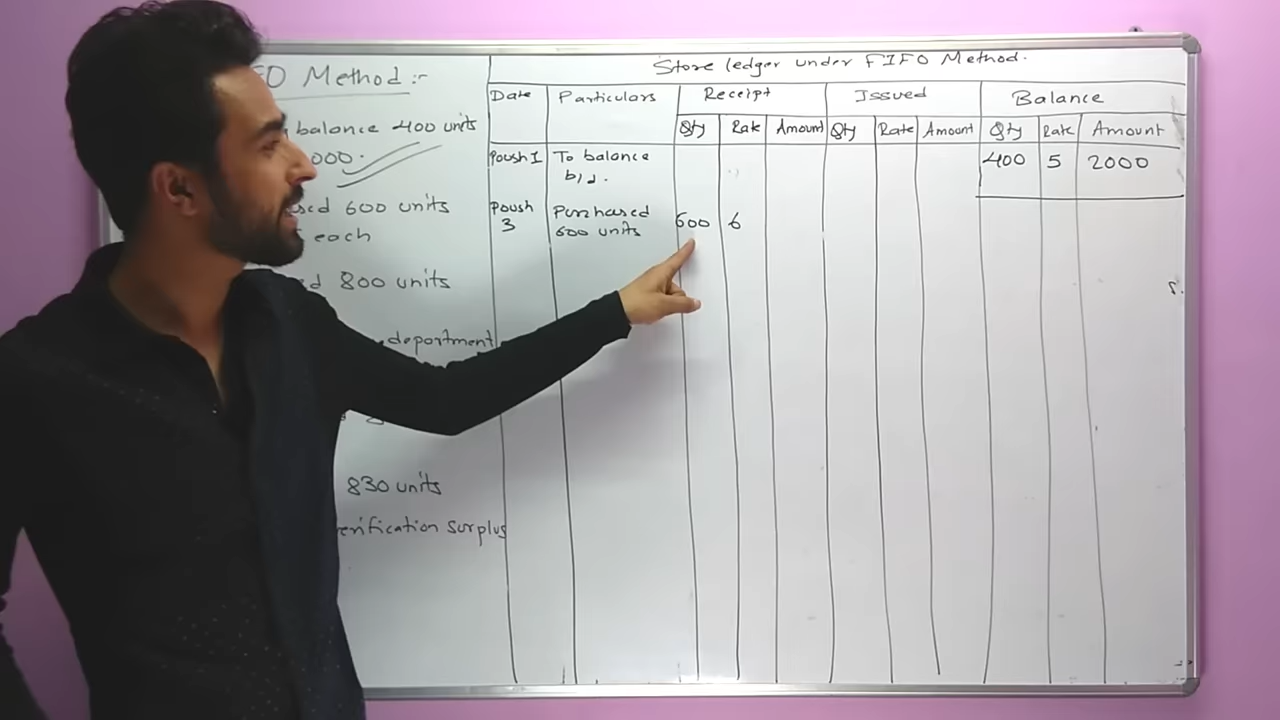 FO Method :-
balance 400 units
000.
sed 600 units
each
d 800 units
department
830 units
erification surplus
Store ledger under FIFO Method.
Date Particulars Receipt Issued Balance
Qty Rate Amount Qty Rate Amount Qty Rate Amount
Poush 1 To balance 400 5 2000
b/d.
Poush Purhased 600 6
3 600 units